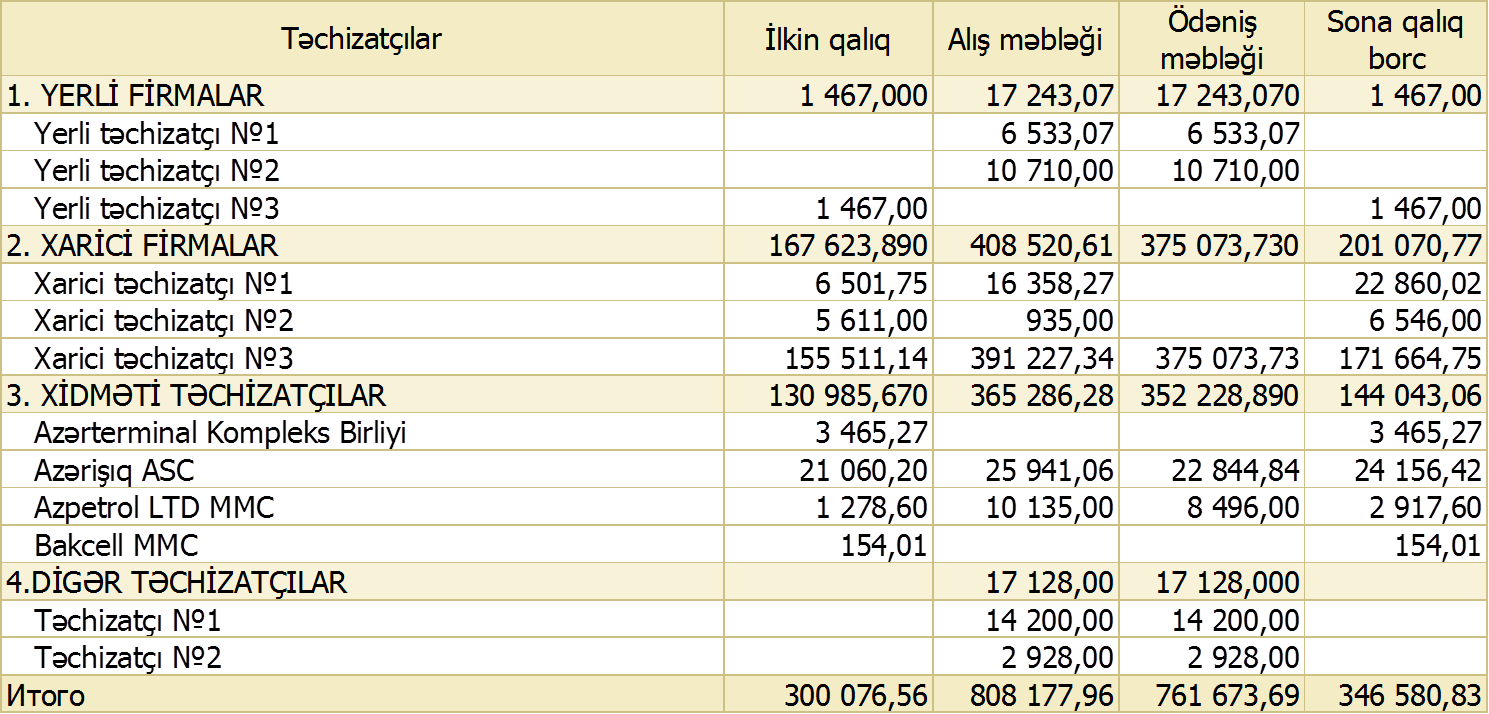 Təchizatçılar İlkin qalıq Alış məbləği Ödəniş məbləği Sona qalıq borc
1. YERLİ FİRMALAR 1 467,000 17 243,07 17 243,070 1 467,00
Yerli təchizatçı №1 6 533,07 6 533,07
Yerli təchizatçı №2 10 710,00 10 710,00
Yerli təchizatçı №3 1 467,00 1 467,00
2. XARİCİ FİRMALAR 167 623,890 408 520,61 375 073,730 201 070,77
Xarici təchizatçı №1 6 501,75 16 358,27 22 860,02
Xarici təchizatçı №2 5 611,00 935,00 6 546,00
Xarici təchizatçı №3 155 511,14 391 227,34 375 073,73 171 664,75
3. XİDMƏTİ TƏCHİZATÇILAR 130 985,670 365 286,28 352 228,890 144 043,06
Azərterminal Kompleks Birliyi 3 465,27 3 465,27
Azərişıq ASC 21 060,20 25 941,06 22 844,84 24 156,42
Azpetrol LTD MMC 1 278,60 10 135,00 8 496,00 2 917,60
Bakcell MMC 154,01 154,01
4.DİGƏR TƏCHİZATÇILAR 17 128,00 17 128,000
Təchizatçı №1 14 200,00 14 200,00
Təchizatçı №2 2 928,00 2 928,00
Итого 300 076,56 808 177,96 761 673,69 346 580,83